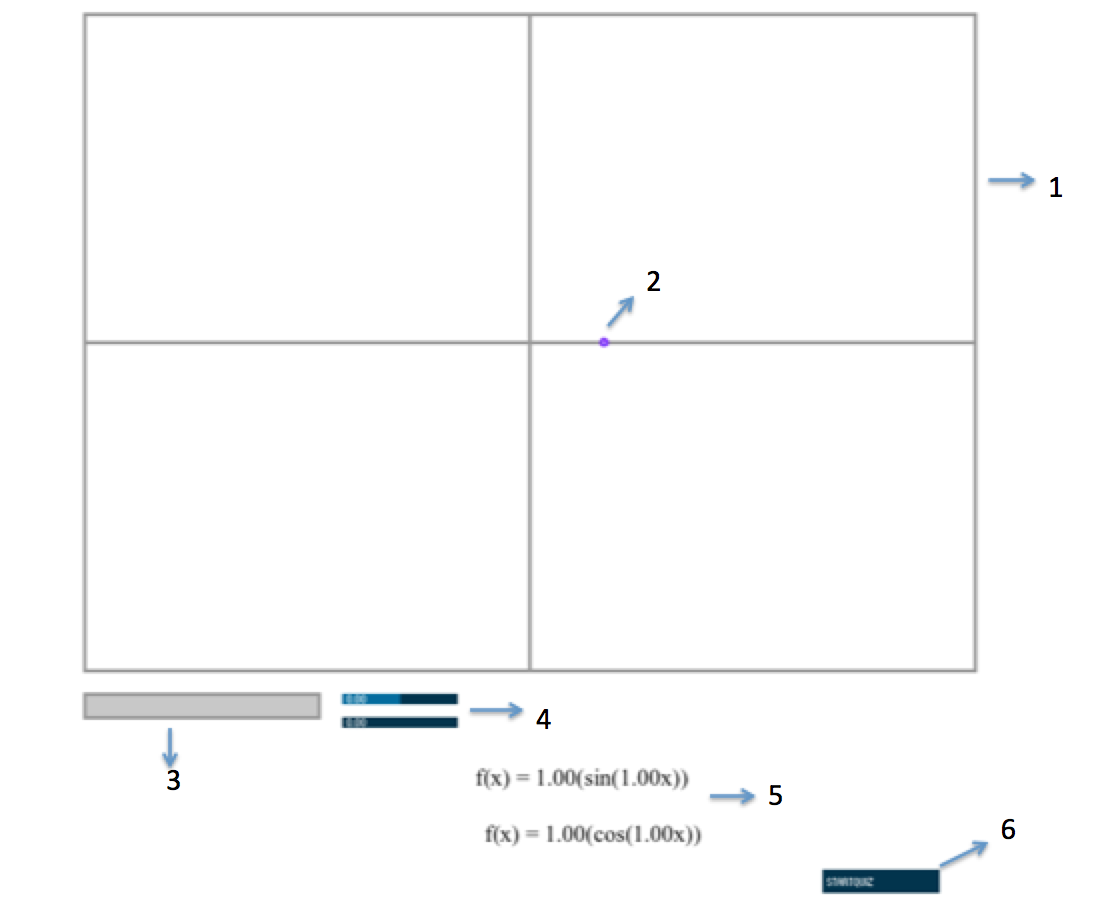 1
2
0.00
4
0.00
3
f(x) = 1.00(sin(1.00x))
5
f(x) = 1.00(cos(1.00x))
6
STARTQUIZ